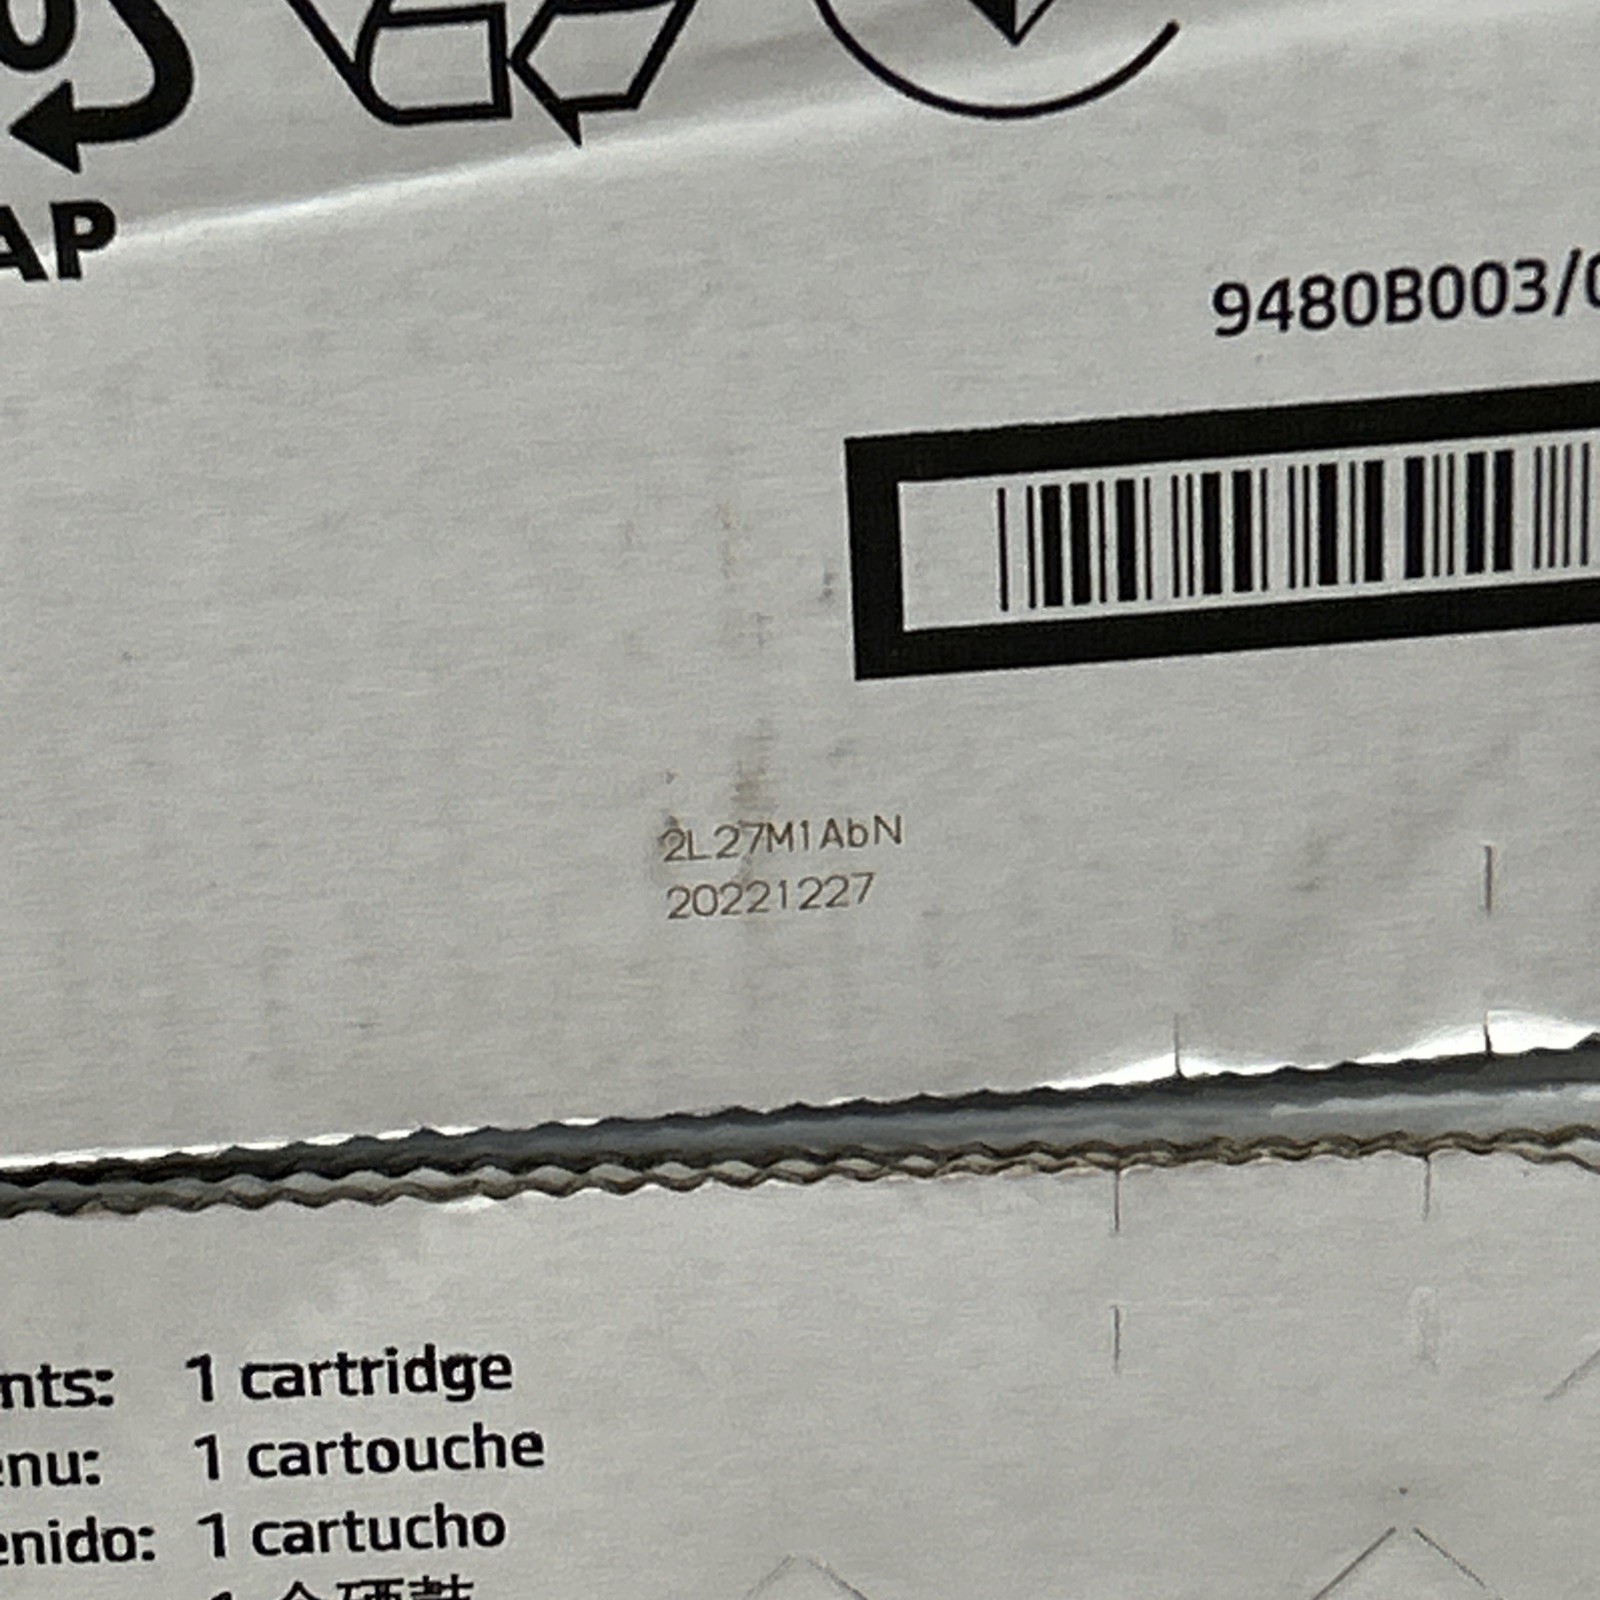 AP
9480B003/
2L27M1AbN
20221227
nts: 1 cartridge
enu: 1 cartouche
enido: 1 cartucho